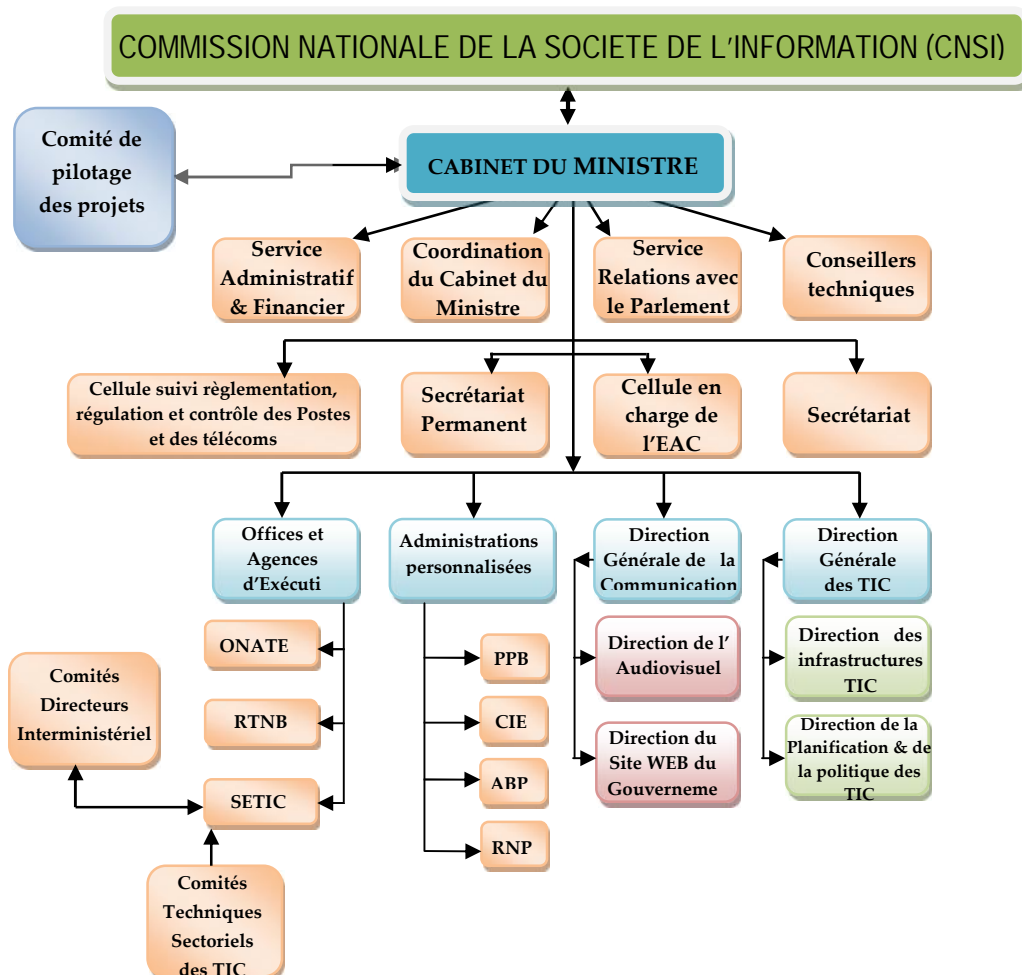 COMMISSION NATIONALE DE LA SOCIETE DE L'INFORMATION (CNSI)
Comité de
pilotage
des projets
CABINET DU MINISTRE
Service
Administratif
& Financier
Coordination
du Cabinet du
Ministre
Service
Relations avec
le Parlement
Conseillers
techniques
Cellule suivi règlementation,
régulation et contrôle des Postes
et des télécoms
Secrétariat
Permanent
Cellule en
charge de
l'EAC
Secrétariat
Offices et
Agences
d'Exécuti
Administrations
personnalisées
Direction
Générale de la
Communication
Direction
Générale
des TIC
ONATE
RTNB
SETIC
Comités
Directeurs
Interministériel
Comités
Techniques
Sectoriels
des TIC
PPB
CIE
ABP
RNP
Direction de l'
Audiovisuel
Direction du
Site WEB du
Gouverneme
Direction des
infrastructures
TIC
Direction de la
Planification & de
la politique des
TIC